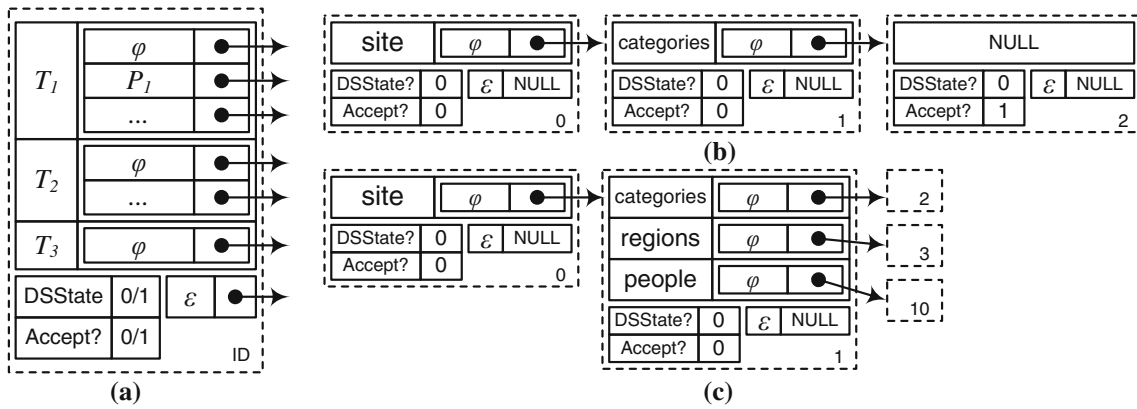 T1 φ
P1
...
T2 φ
...
T3 φ
DSState 0/1 ε
Accept? 0/1
ID
(a)
site φ
DSState? 0 ε NULL
Accept? 0
0
categories φ
DSState? 0 ε NULL
Accept? 0
1
NULL
DSState? 0 ε NULL
Accept? 1
2
(b)
site φ
DSState? 0 ε NULL
Accept? 0
0
categories φ
regions φ
people φ
DSState? 0 ε NULL
Accept? 0
1
2
3
10
(c)